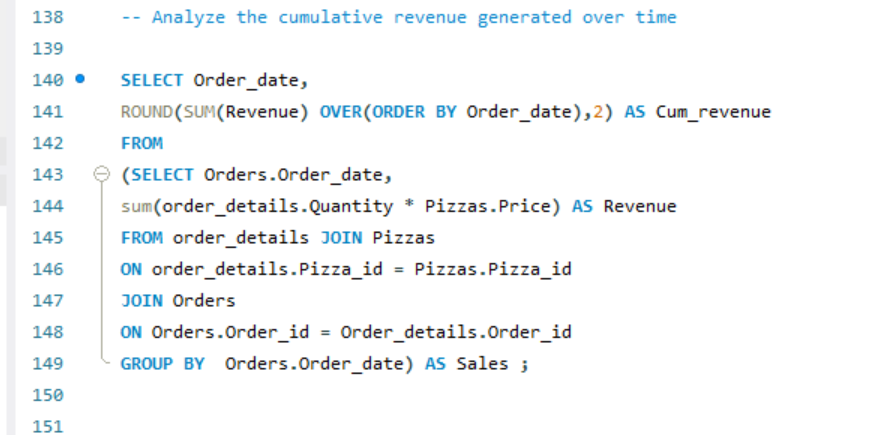 138 -- Analyze the cumulative revenue generated over time
139
140 SELECT Order_date,
141 ROUND(SUM(Revenue) OVER(ORDER BY Order_date),2) AS Cum_revenue
142 FROM
143 (SELECT Orders.Order_date,
144 sum(order_details.Quantity * Pizzas.Price) AS Revenue
145 FROM order_details JOIN Pizzas
146 ON order_details.Pizza_id = Pizzas.Pizza_id
147 JOIN Orders
148 ON Orders.Order_id = Order_details.Order_id
149 GROUP BY  Orders.Order_date) AS Sales ;
150
151